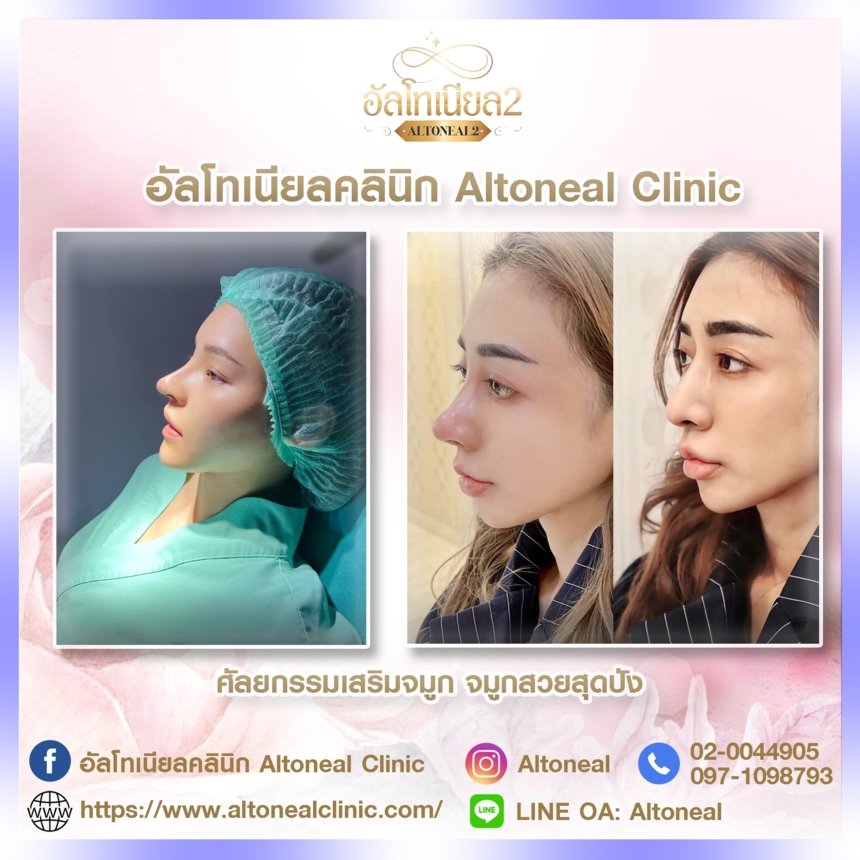 อัลโทเนียล2
ALTONEAL2
อัลโทเนียลคลินิก Altoneal Clinic
ศัลยกรรมเสริมจมูก จมูกสวยสุดปัง
f อัลโทเนียลคลินิก Altoneal Clinic
Altoneal
02-0044905
097-1098793
WWW https://www.altonealclinic.com/
LINE LINE OA: Altoneal